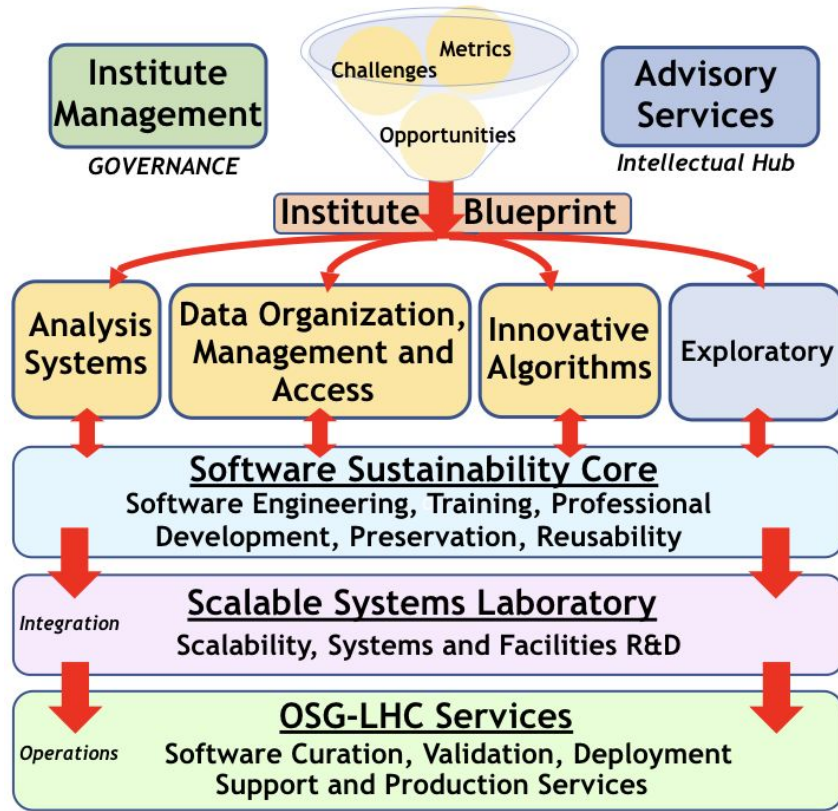 Institute
Management
GOVERNANCE
Challenges
Metrics
Opportunities
Advisory
Services
Intellectual Hub
Institute Blueprint
Analysis
Systems
Data Organization,
Management and
Access
Innovative
Algorithms
Exploratory
Software Sustainability Core
Software Engineering, Training, Professional
Development, Preservation, Reusability
Integration
Scalable Systems Laboratory
Scalability, Systems and Facilities R&D
OSG-LHC Services
Operations
Software Curation, Validation, Deployment
Support and Production Services